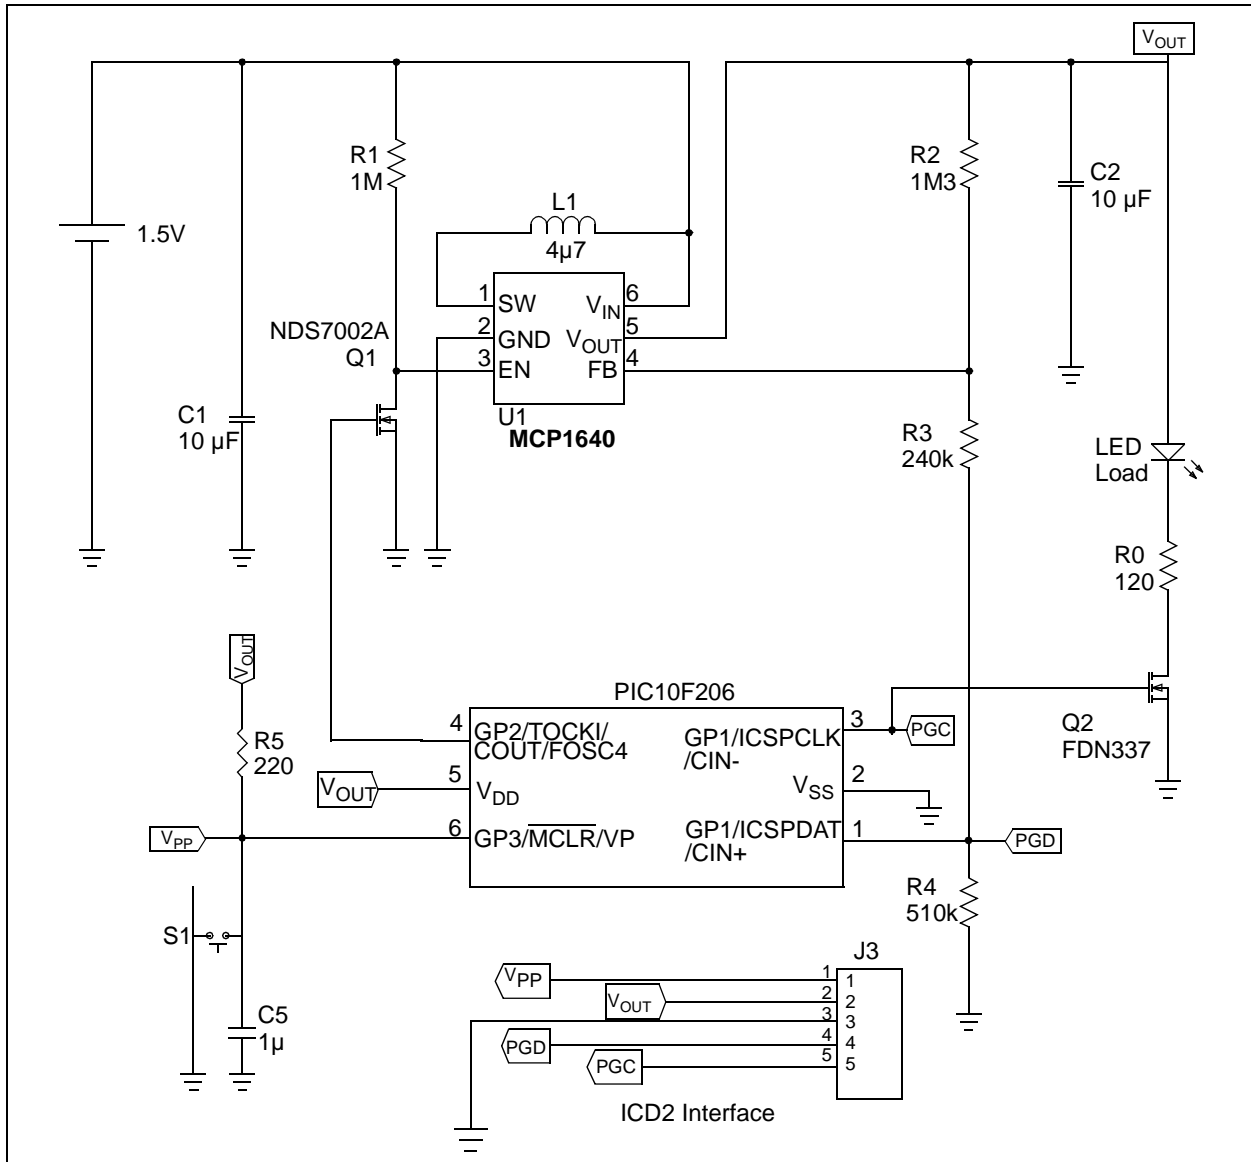 VOUT
R1
1M
R2
1M3
C2
10 µF
1.5V
L1
4µ7
1
SW
VIN
6
2
GND
VOUT
5
3
EN
FB
4
NDS7002A
Q1
U1
MCP1640
C1
10 µF
R3
240k
LED
Load
R0
120
VOUT
R5
220
PIC10F206
4
GP2/TOCKI/
COUT/FOSC4
GP1/ICSPCLK
/CIN-
3
PGC
Q2
FDN337
VOUT
5
VDD
VSS
2
VPP
6
GP3/MCLR/VP
GP1/ICSPDAT
/CIN+
1
PGD
R4
510k
S1
C5
1µ
J3
VPP
1
1
VOUT
2
2
3
3
PGD
4
4
PGC
5
5
ICD2 Interface